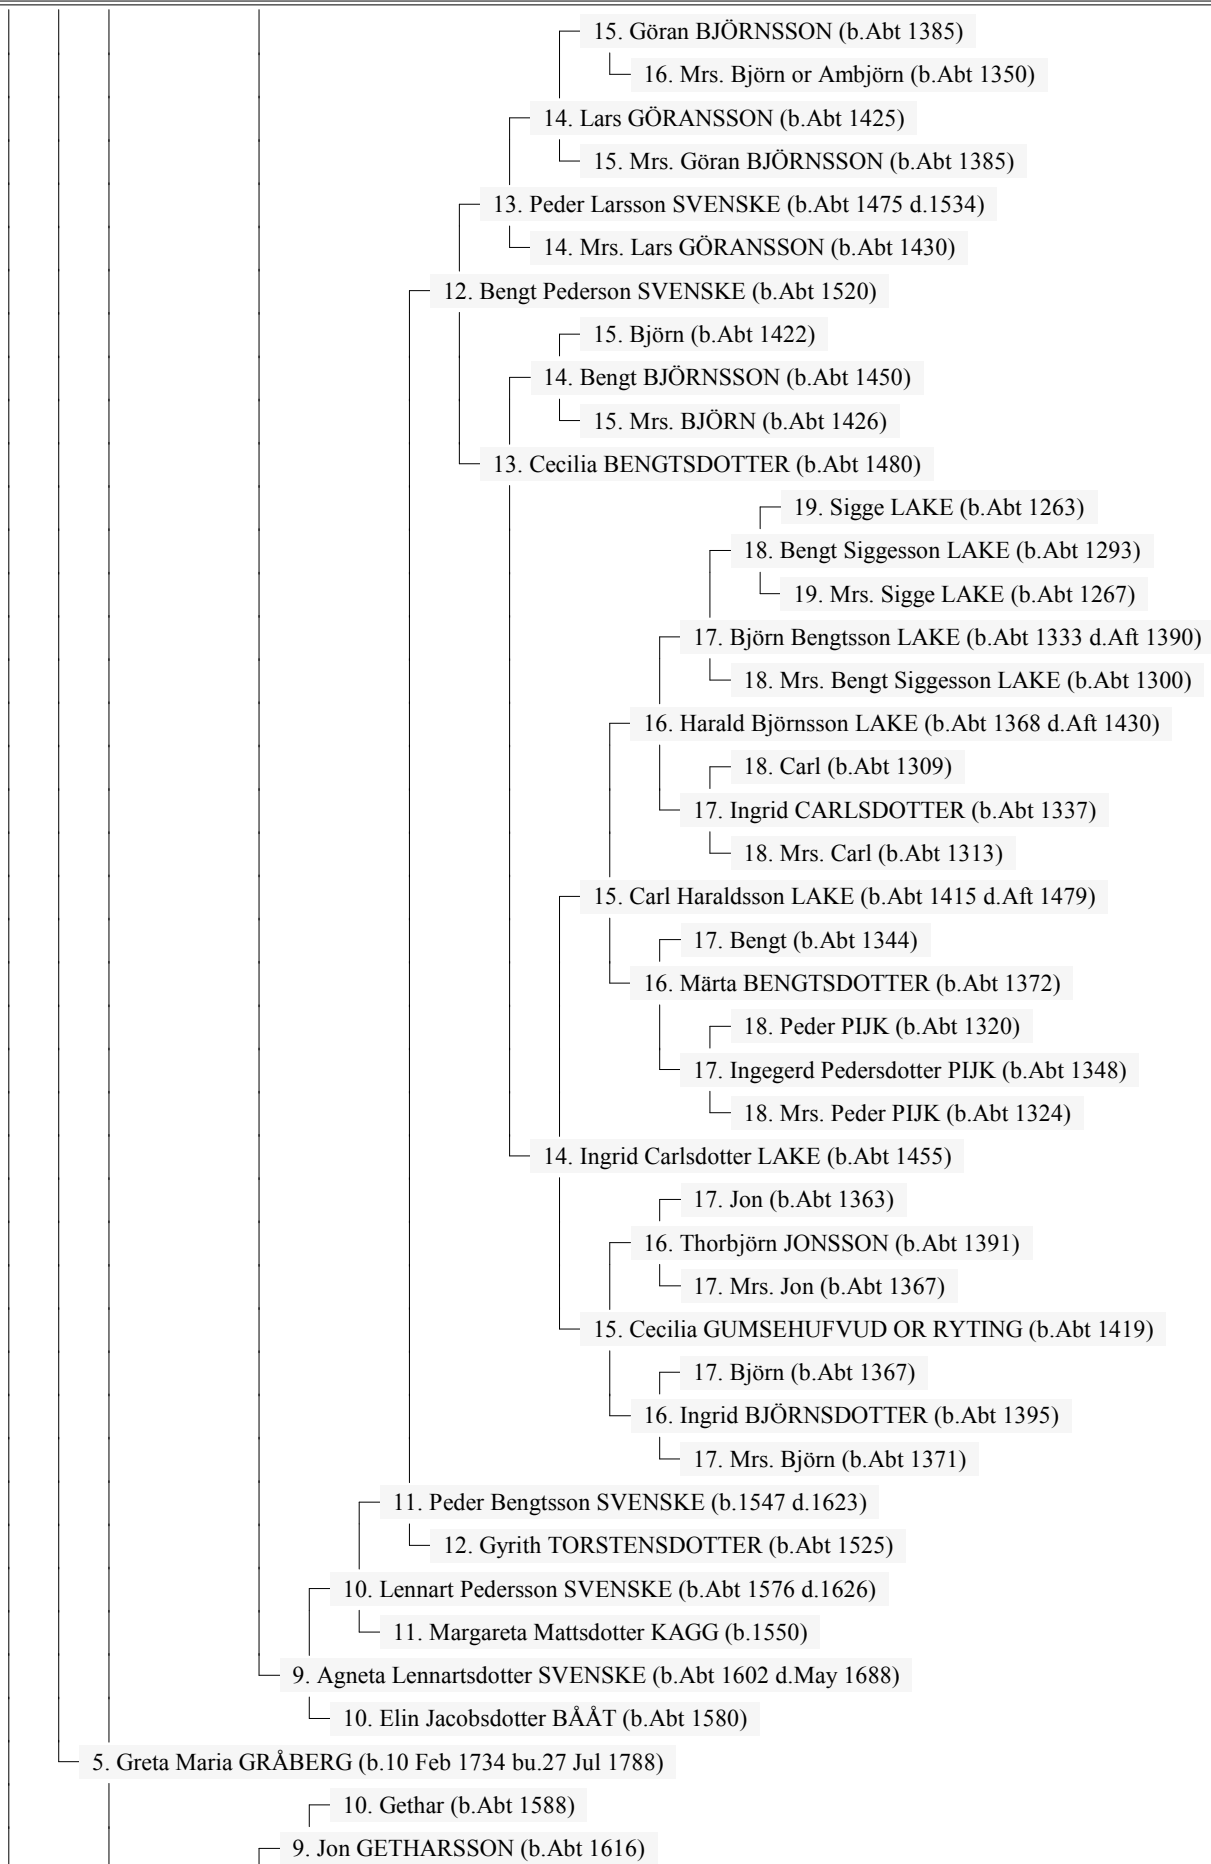 15. Göran BJÖRNSSON (b.Abt 1385)
16. Mrs. Björn or Ambjörn (b.Abt 1350)
14. Lars GÖRANSSON (b.Abt 1425)
15. Mrs. Göran BJÖRNSSON (b.Abt 1385)
13. Peder Larsson SVENSKE (b.Abt 1475 d.1534)
14. Mrs. Lars GÖRANSSON (b.Abt 1430)
12. Bengt Pederson SVENSKE (b.Abt 1520)
15. Björn (b.Abt 1422)
14. Bengt BJÖRNSSON (b.Abt 1450)
15. Mrs. BJÖRN (b.Abt 1426)
13. Cecilia BENGTSDOTTER (b.Abt 1480)
19. Sigge LAKE (b.Abt 1263)
18. Bengt Siggesson LAKE (b.Abt 1293)
19. Mrs. Sigge LAKE (b.Abt 1267)
17. Björn Bengtsson LAKE (b.Abt 1333 d.Aft 1390)
18. Mrs. Bengt Siggesson LAKE (b.Abt 1300)
16. Harald Björnsson LAKE (b.Abt 1368 d.Aft 1430)
18. Carl (b.Abt 1309)
17. Ingrid CARLSDOTTER (b.Abt 1337)
18. Mrs. Carl (b.Abt 1313)
15. Carl Haraldsson LAKE (b.Abt 1415 d.Aft 1479)
17. Bengt (b.Abt 1344)
16. Märta BENGTSDOTTER (b.Abt 1372)
18. Peder PIJK (b.Abt 1320)
17. Ingegerd Pedersdotter PIJK (b.Abt 1348)
18. Mrs. Peder PIJK (b.Abt 1324)
14. Ingrid Carlsdotter LAKE (b.Abt 1455)
17. Jon (b.Abt 1363)
16. Thorbjörn JONSSON (b.Abt 1391)
17. Mrs. Jon (b.Abt 1367)
15. Cecilia GUMSEHUFVUD OR RYTING (b.Abt 1419)
17. Björn (b.Abt 1367)
16. Ingrid BJÖRNSDOTTER (b.Abt 1395)
17. Mrs. Björn (b.Abt 1371)
11. Peder Bengtsson SVENSKE (b.1547 d.1623)
12. Gyrith TORSTENSDOTTER (b.Abt 1525)
10. Lennart Pedersson SVENSKE (b.Abt 1576 d.1626)
11. Margareta Mattsdotter KAGG (b.1550)
9. Agneta Lennartsdotter SVENSKE (b.Abt 1602 d.May 1688)
10. Elin Jacobsdotter BÅÅT (b.Abt 1580)
5. Greta Maria GRÅBERG (b.10 Feb 1734 bu.27 Jul 1788)
10. Gethar (b.Abt 1588)
9. Jon GETHARSSON (b.Abt 1616)